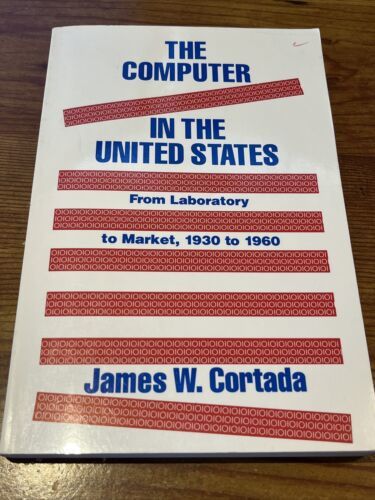 THE
COMPUTER
IN THE
UNITED STATES
From Laboratory
to Market, 1930 to 1960
James W. Cortada